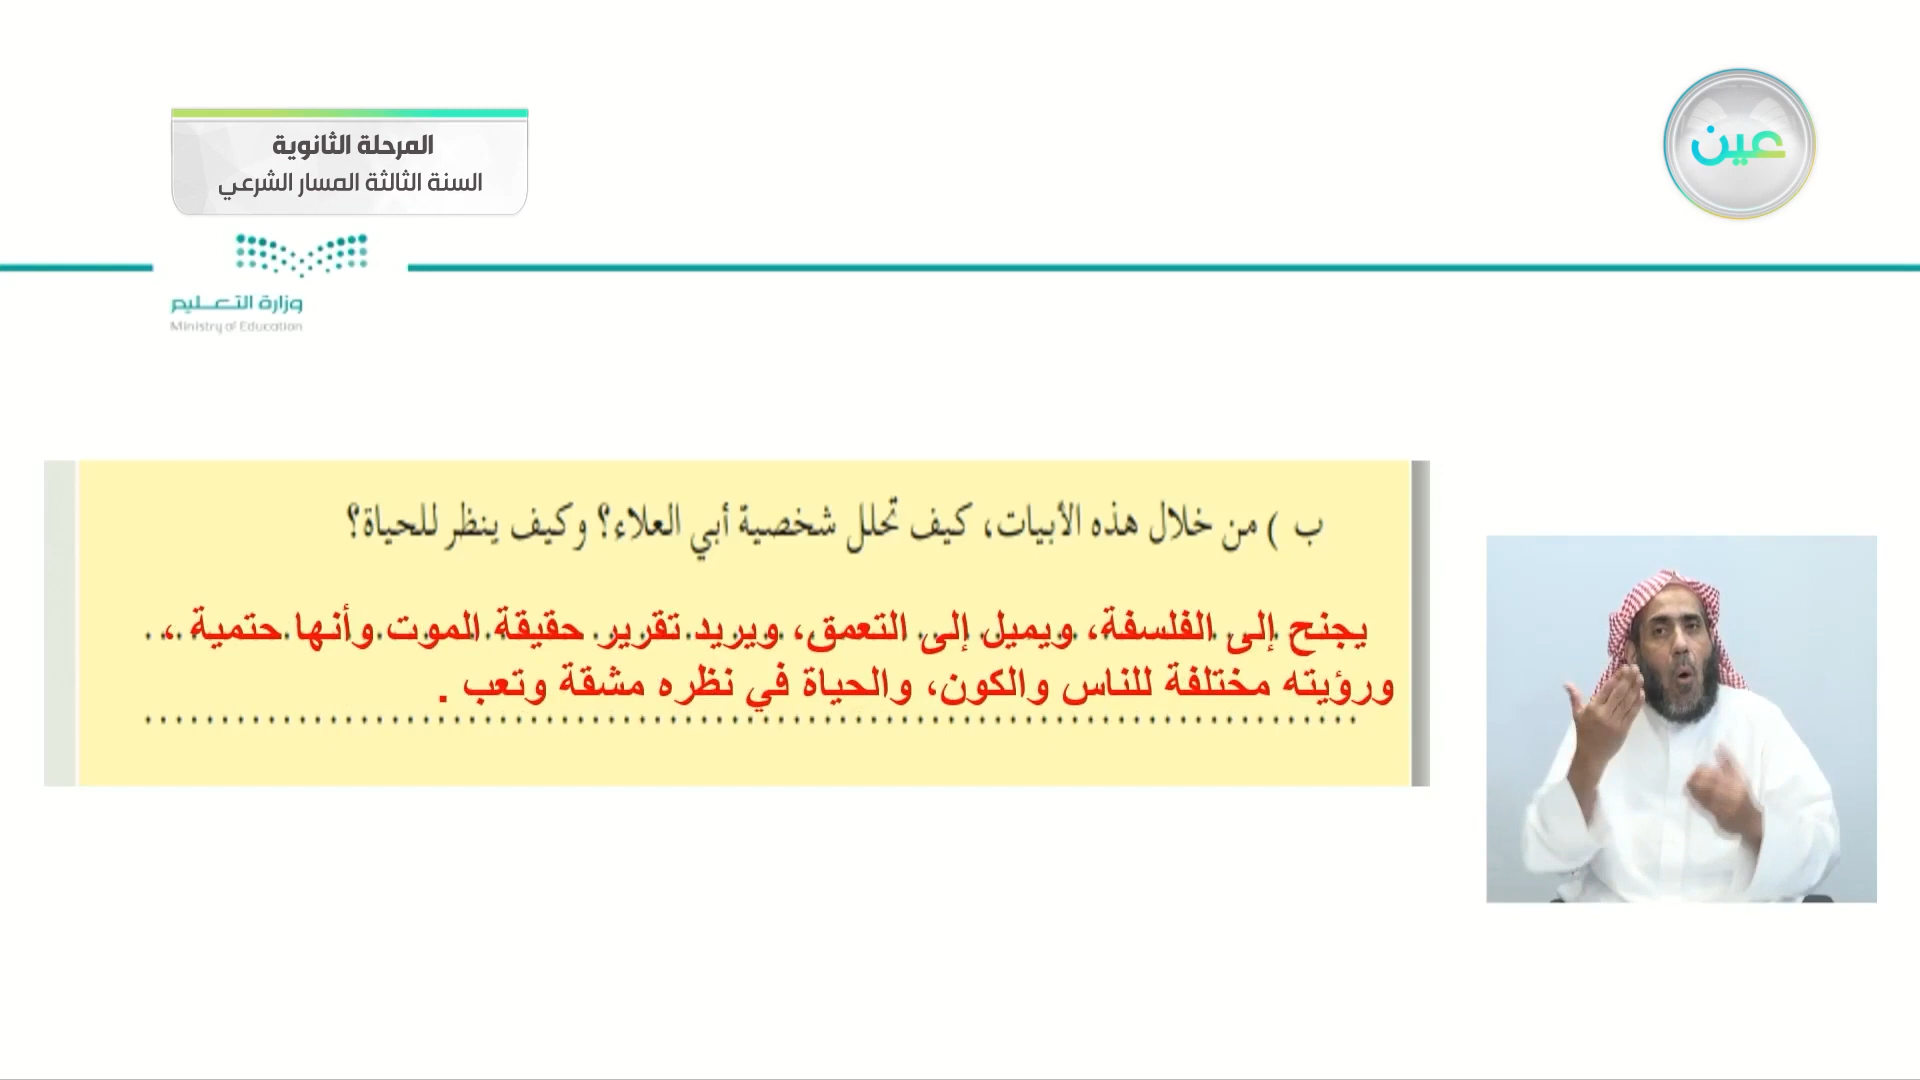 المرحلة الثانوية
السنة الثالثة المسار الشرعي
عين
وزارة التعليم
Ministry of Education
ب ) من خلال هذه الأبيات، كيف تحلل شخصية أبي العلاء؟ وكيف ينظر للحياة؟
يجنح إلى الفلسفة، ويميل إلى التعمق، ويريد تقرير حقيقة الموت وأنها حتمية ،
ورؤيته مختلفة للناس والكون، والحياة في نظره مشقة وتعب .